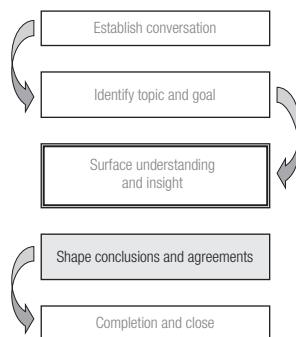 Establish conversation
Identify topic and goal
Surface understanding
and insight
Shape conclusions and agreements
Completion and close